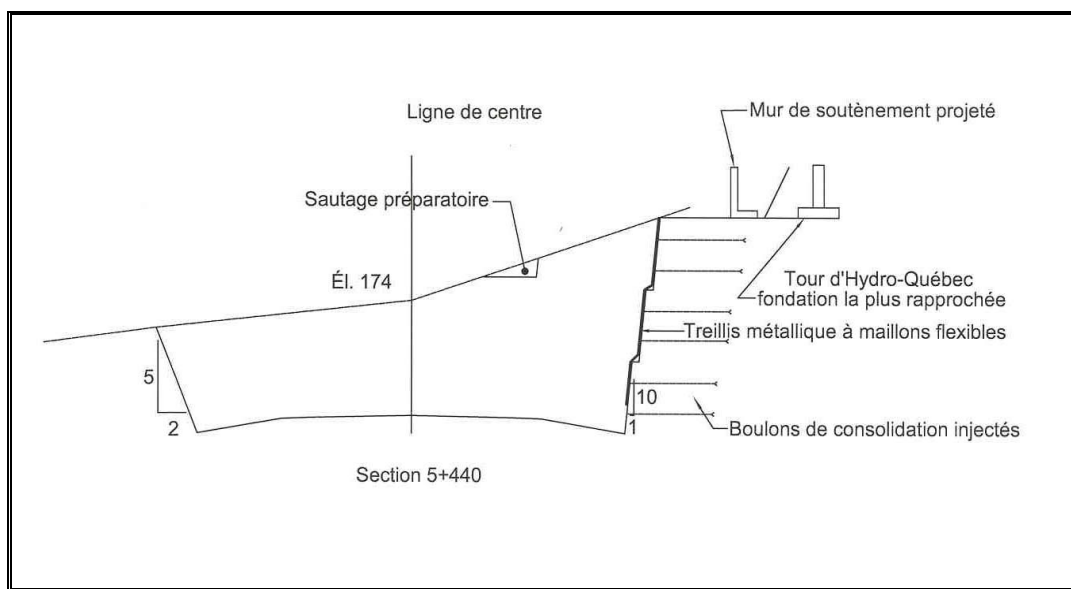 Ligne de centre
Mur de soutènement projeté
Sautage préparatoire
Él. 174
Tour d'Hydro-Québec
fondation la plus rapprochée
Treillis métallique à maillons flexibles
5
2
10
1
Boulons de consolidation injectés
Section 5+440